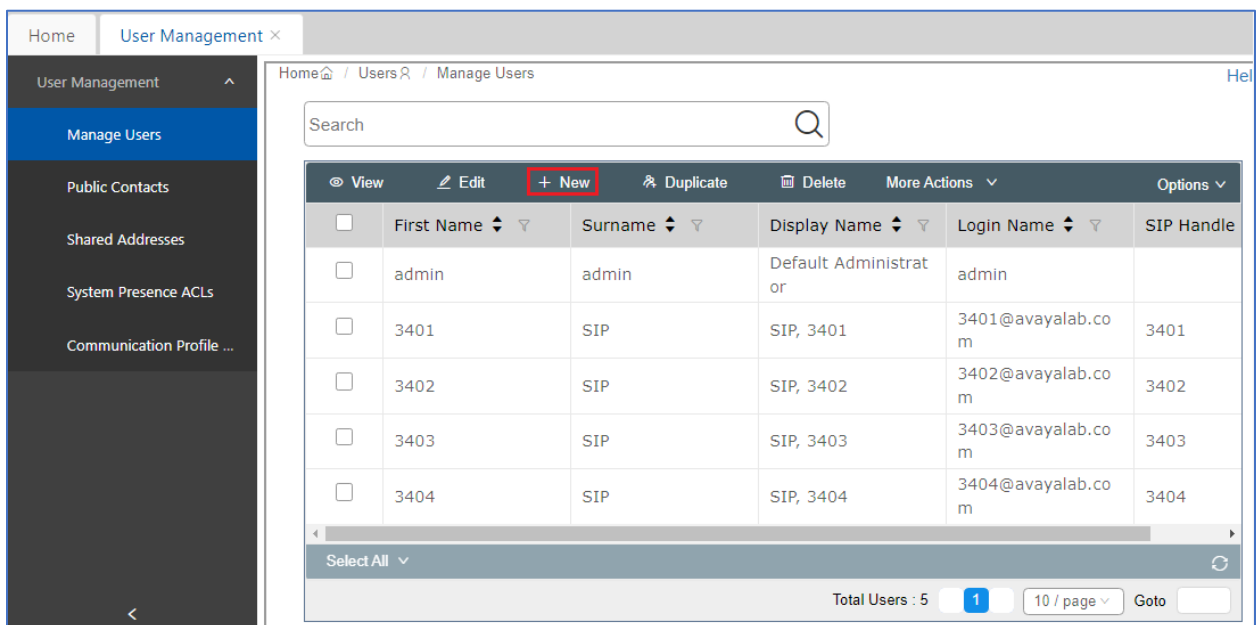 Home User Management ×
User Management
Manage Users
Public Contacts
Shared Addresses
System Presence ACLs
Communication Profile ...
Home / Users / Manage Users
Hel
Search
View Edit + New Duplicate Delete More Actions Options
First Name Surname Display Name Login Name SIP Handle
admin admin Default Administrat
or admin
3401 SIP SIP, 3401 3401@avayalab.co
m 3401
3402 SIP SIP, 3402 3402@avayalab.co
m 3402
3403 SIP SIP, 3403 3403@avayalab.co
m 3403
3404 SIP SIP, 3404 3404@avayalab.co
m 3404
Select All
Total Users : 5 1 10 / page Goto